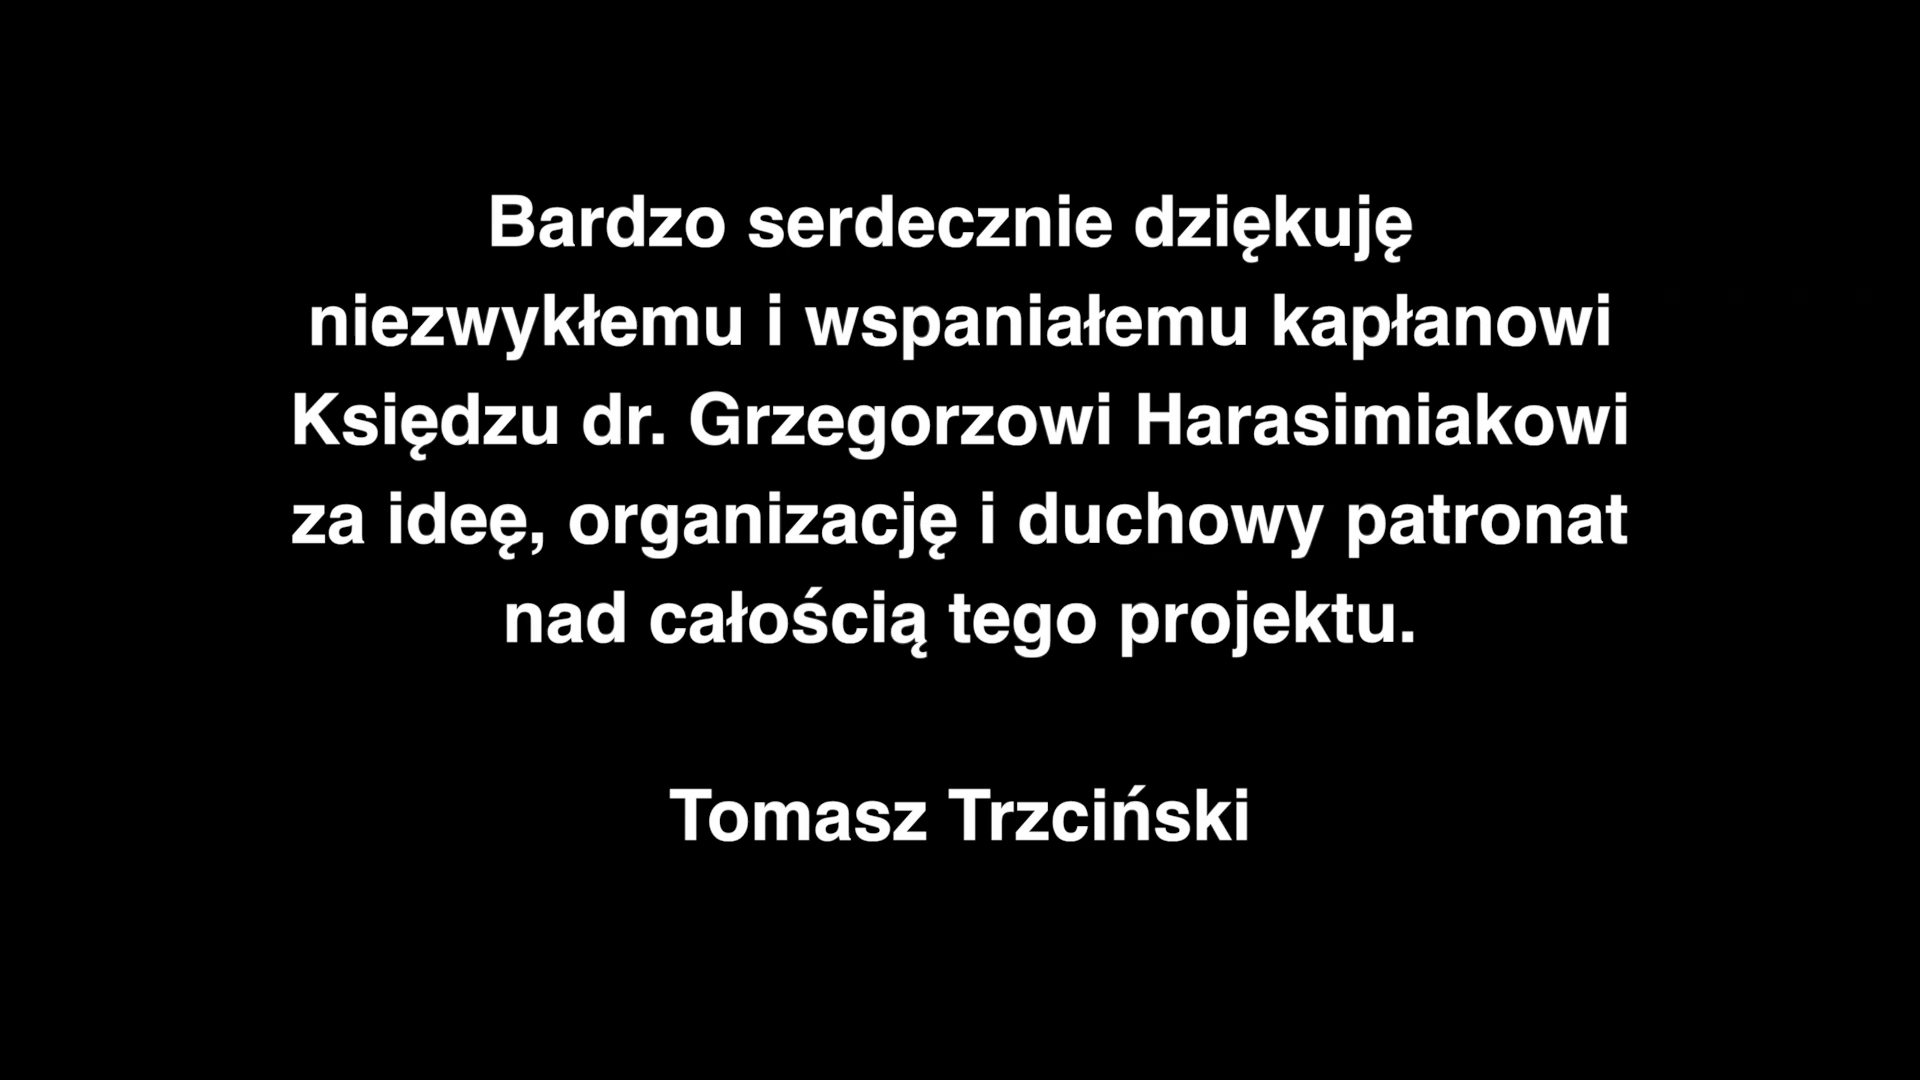 Bardzo serdecznie dziękuję
niezwykłemu i wspaniałemu kapłanowi
Księdzu dr. Grzegorzowi Harasimiakowi
za ideę, organizację i duchowy patronat
nad całością tego projektu.
Tomasz Trzciński